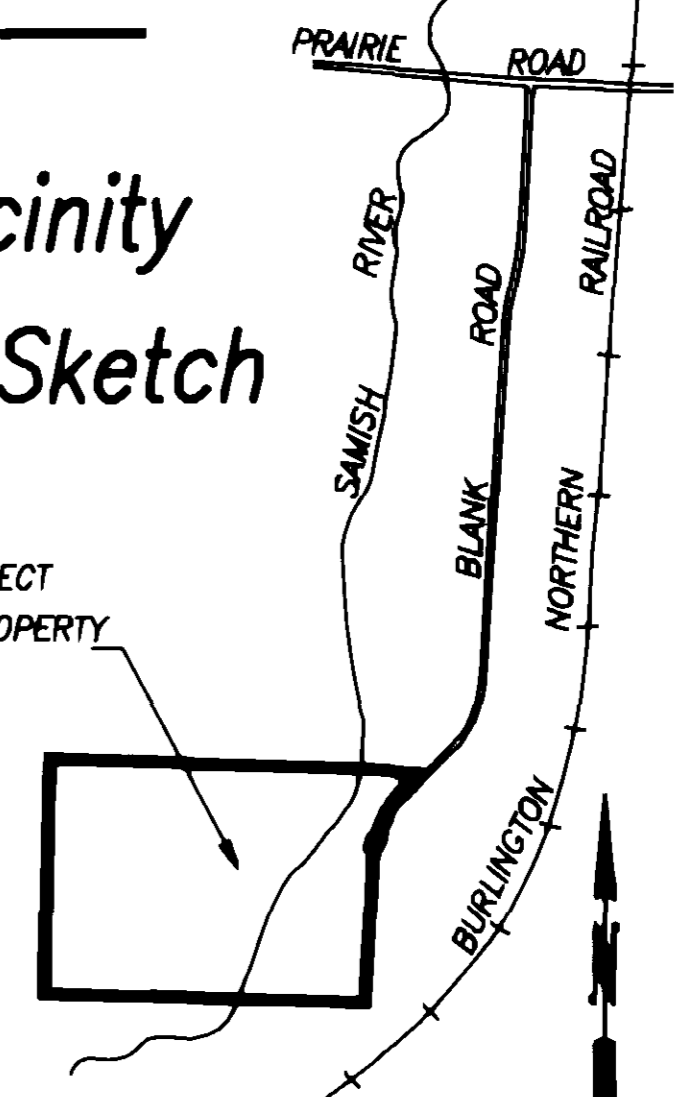 PRAIRIE ROAD
cinity
Sketch
RIVER
SAMISH
ROAD
BLANK
RAILROAD
NORTHERN
BURLINGTON
ECT
OPERTY
N